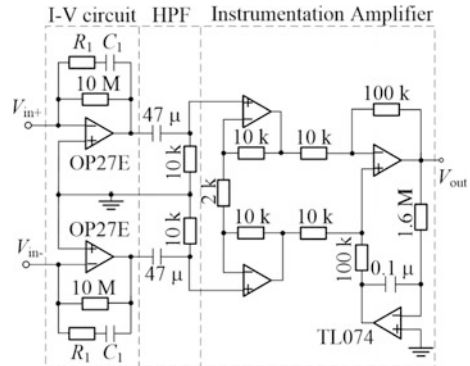 I-V circuit HPF Instrumentation Amplifier
R1 C1
10 M
47 μ
100 k
Vin+
10 k 10 k
OP27E
10 k
Vout
2 k
OP27E
10 k
10 k 10 k
1.6 M
Vin-
47 μ
100 k
0.1 μ
10 M
TL074
R1 C1